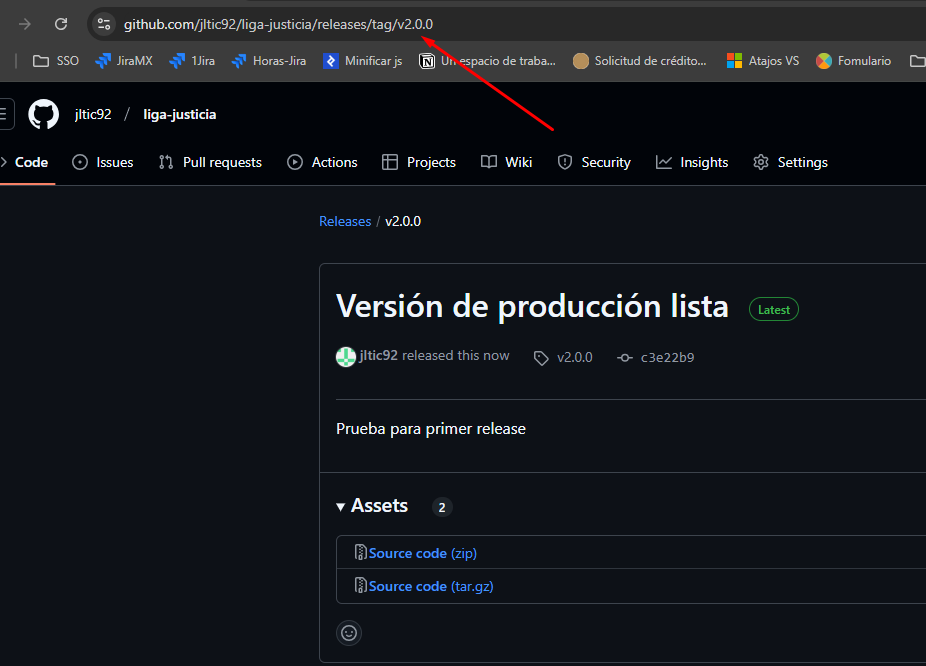 github.com/jltic92/liga-justicia/releases/tag/v2.0.0
SSO JiraMX 1Jira Horas-Jira Minificar js Un espacio de traba... Solicitud de crédito... Atajos VS Fomulario
jltic92 / liga-justicia
Code Issues Pull requests Actions Projects Wiki Security Insights Settings
Releases / v2.0.0
Versión de producción lista Latest
jltic92 released this now v2.0.0 c3e22b9
Prueba para primer release
Assets 2
Source code (zip)
Source code (tar.gz)